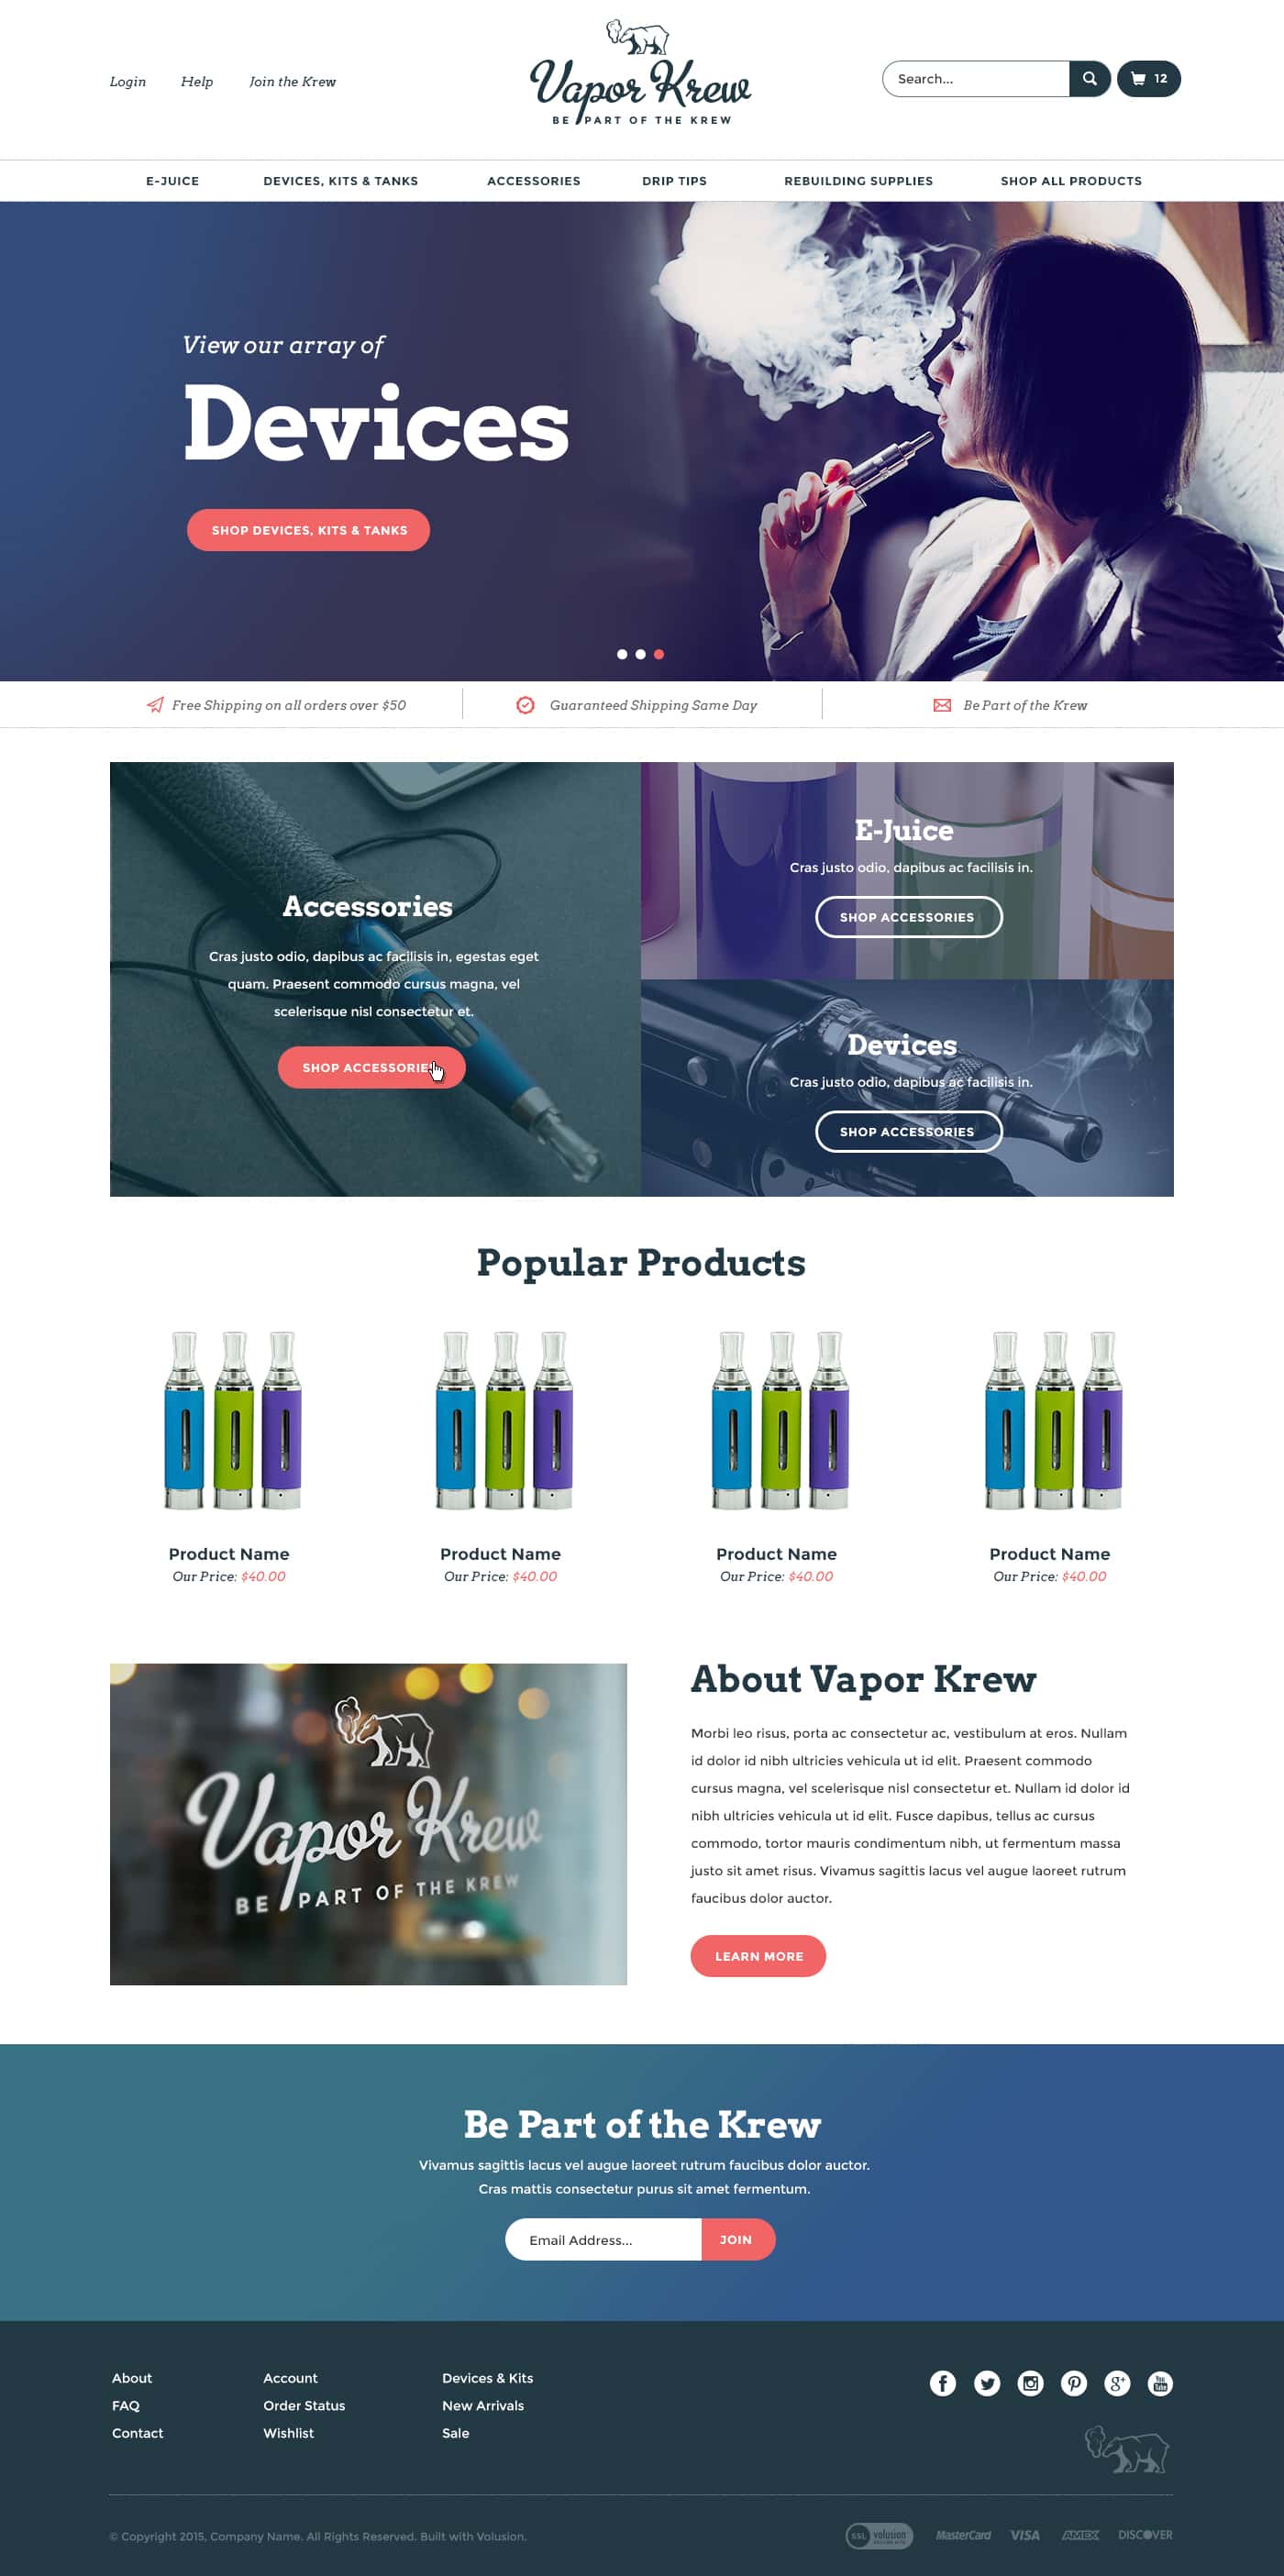 Login Help Join the Krew
Vapor Krew
BE PART OF THE KREW
Search...
12
E-JUICE DEVICES, KITS & TANKS ACCESSORIES DRIP TIPS REBUILDING SUPPLIES SHOP ALL PRODUCTS
View our array of
Devices
SHOP DEVICES, KITS & TANKS
Free Shipping on all orders over $50
Guaranteed Shipping Same Day
Be Part of the Krew
Accessories
Cras justo odio, dapibus ac facilisis in, egestas eget
quam. Praesent commodo cursus magna, vel
scelerisque nisl consectetur et.
SHOP ACCESSORIE
E-Juice
Cras justo odio, dapibus ac facilisis in.
SHOP ACCESSORIES
Devices
Cras justo odio, dapibus ac facilisis in.
SHOP ACCESSORIES
Popular Products
Product Name
Our Price: $40.00
Product Name
Our Price: $40.00
Product Name
Our Price: $40.00
Product Name
Our Price: $40.00
Vapor Krew
BE PART OF THE KREW
About Vapor Krew
Morbi leo risus, porta ac consectetur ac, vestibulum at eros. Nullam
id dolor id nibh ultricies vehicula ut id elit. Praesent commodo
cursus magna, vel scelerisque nisl consectetur et. Nullam id dolor id
nibh ultricies vehicula ut id elit. Fusce dapibus, tellus ac cursus
commodo, tortor mauris condimentum nibh, ut fermentum massa
justo sit amet risus. Vivamus sagittis lacus vel augue laoreet rutrum
faucibus dolor auctor.
LEARN MORE
Be Part of the Krew
Vivamus sagittis lacus vel augue laoreet rutrum faucibus dolor auctor.
Cras mattis consectetur purus sit amet fermentum.
Email Address...
JOIN
About
FAQ
Contact
Account
Order Status
Wishlist
Devices & Kits
New Arrivals
Sale
© Copyright 2015, Company Name. All Rights Reserved. Built with Volusion.
SSL volusion
MasterCard VISA AMEX DISCOVER